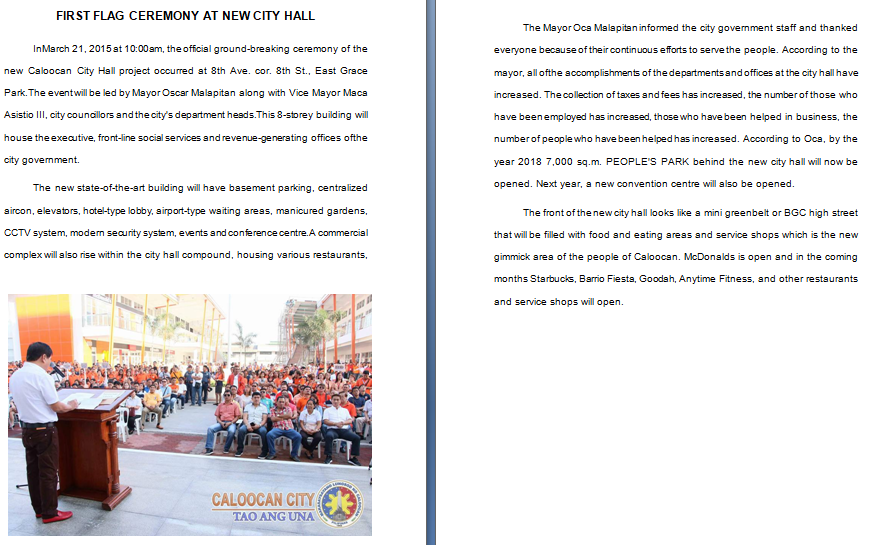 FIRST FLAG CEREMONY AT NEW CITY HALL
InMarch 21, 2015 at 10:00am, the official ground-breaking ceremony of the
new Caloocan City Hall project occurred at 8th Ave. cor. 8th St., East Grace
Park.The event will be led by Mayor Oscar Malapitan along with Vice Mayor Maca
Asistio III, city councillors and the city's department heads.This 8-storey building will
house the executive, front-line social services and revenue-generating offices ofthe
city government.
The new state-of-the-art building will have basement parking, centralized
aircon, elevators, hotel-type lobby, airport-type waiting areas, manicured gardens,
CCTV system, modern security system, events and conference centre.A commercial
complex will also rise within the city hall compound, housing various restaurants,
CALOOCAN CITY
TAO ANG UNA
The Mayor Oca Malapitan informed the city government staff and thanked
everyone because of their continuous efforts to serve the people. According to the
mayor, all of the accomplishments of the departments and offices at the city hall have
increased. The collection of taxes and fees has increased, the number of those who
have been employed has increased, those who have been helped in business, the
number of people who have been helped has increased. According to Oca, by the
year 2018 7,000 sq.m. PEOPLE'S PARK behind the new city hall will now be
opened. Next year, a new convention centre will also be opened.
The front of the new city hall looks like a mini greenbelt or BGC high street
that will be filled with food and eating areas and service shops which is the new
gimmick area of the people of Caloocan. McDonalds is open and in the coming
months Starbucks, Barrio Fiesta, Goodah, Anytime Fitness, and other restaurants
and service shops will open.